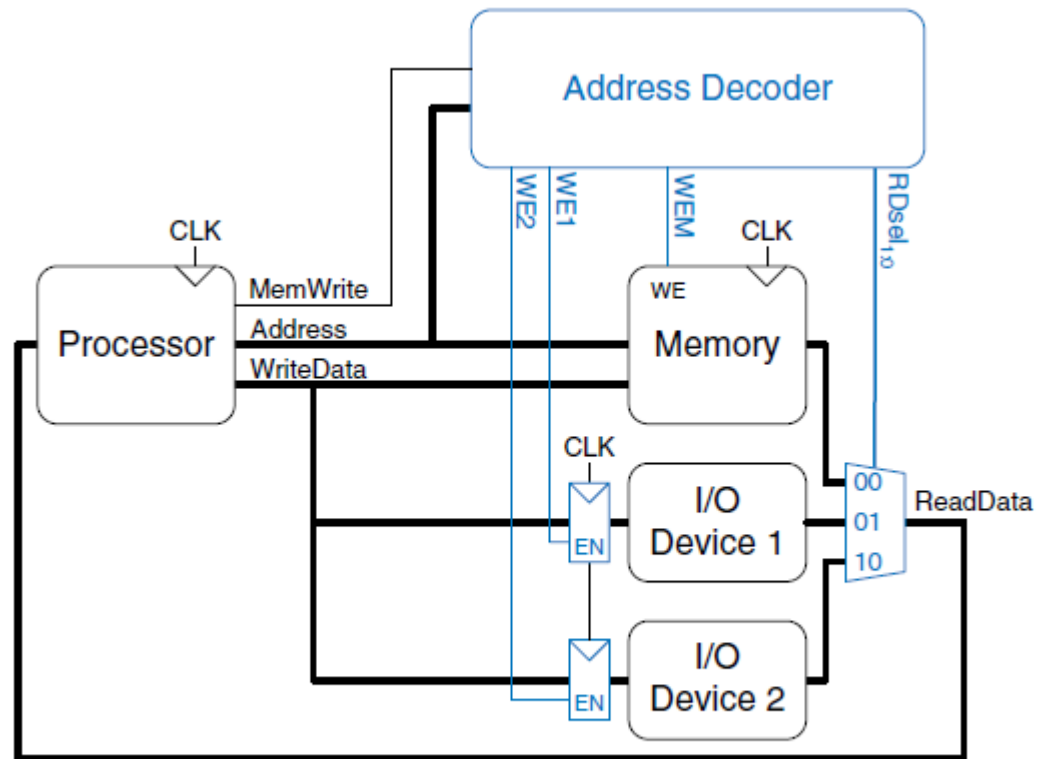 Address Decoder
WE2
WE1
WEM
RDsel1:0
CLK
CLK
MemWrite
WE
Processor
Address
Memory
WriteData
CLK
00
I/O
ReadData
01
Device 1
EN
10
I/O
Device 2
EN